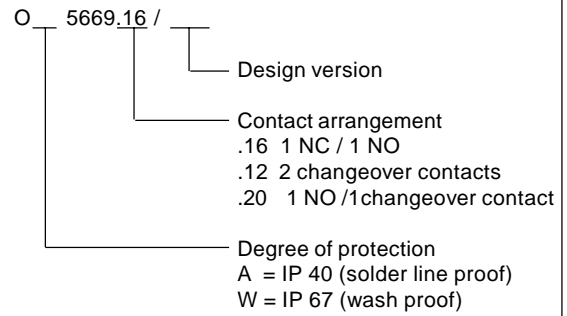 O__ 5669.16 / ___
Design version
Contact arrangement
.16 1 NC / 1 NO
.12 2 changeover contacts
.20 1 NO /1changeover contact
Degree of protection
A = IP 40 (solder line proof)
W = IP 67 (wash proof)